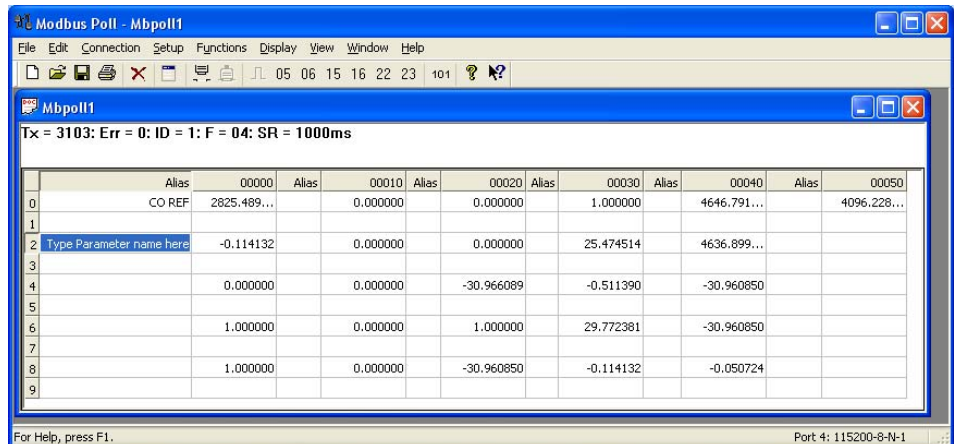 Modbus Poll - Mbpoll1
File Edit Connection Setup Functions Display View Window Help
05 06 15 16 22 23 101
Mbpoll1
Tx = 3103: Err = 0: ID = 1: F = 04: SR = 1000ms
Alias 00000 Alias 00010 Alias 00020 Alias 00030 Alias 00040 Alias 00050
0 CO REF 2825.489... 0.000000 0.000000 1.000000 4646.791... 4096.228...
1
2 Type Parameter name here -0.114132 0.000000 0.000000 25.474514 4636.899...
3
4 0.000000 0.000000 -30.966089 -0.511390 -30.960850
5
6 1.000000 0.000000 1.000000 29.772381 -30.960850
7
8 1.000000 0.000000 -30.960850 -0.114132 -0.050724
9
For Help, press F1. Port 4: 115200-8-N-1